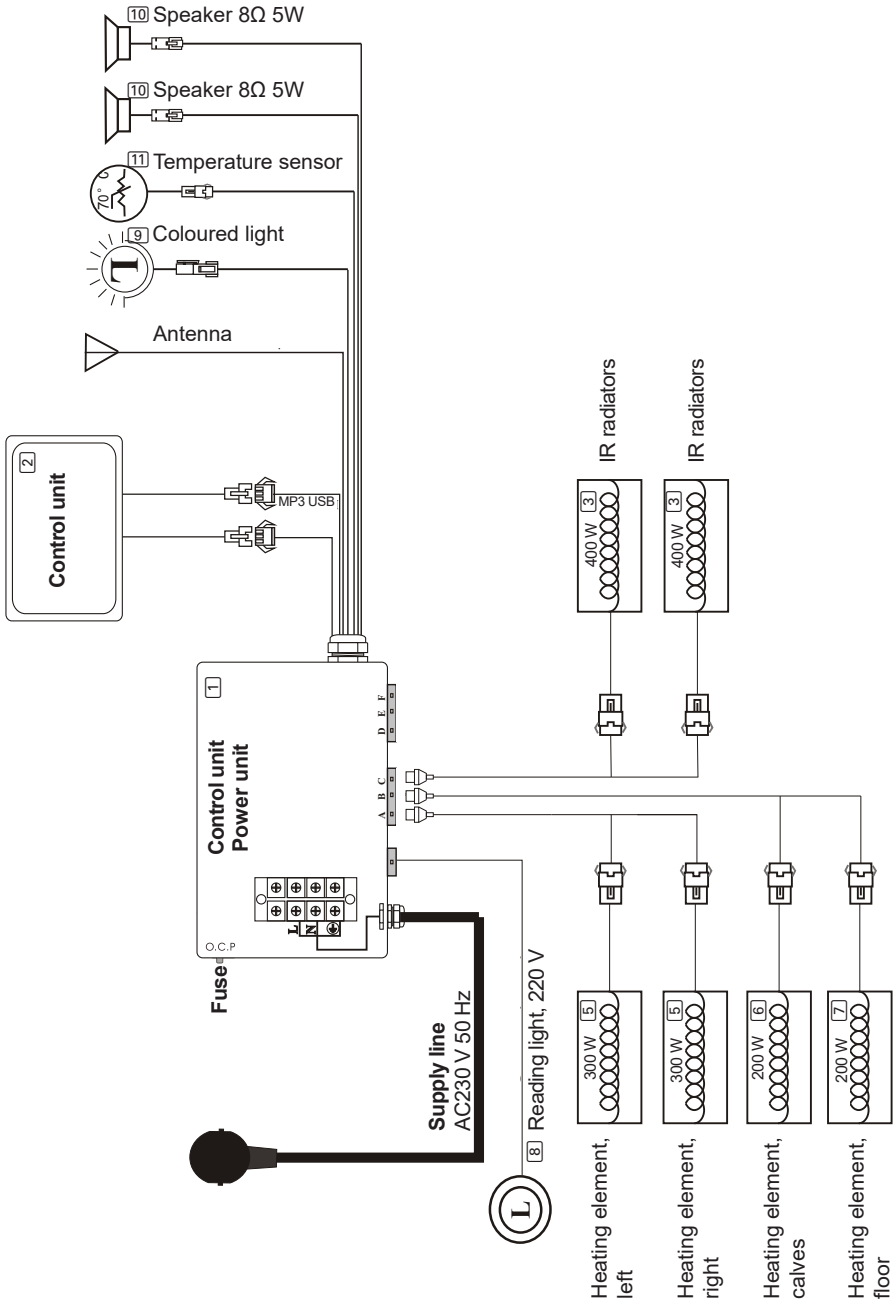 10 Speaker 8Ω 5W
10 Speaker 8Ω 5W
11 Temperature sensor
70° C
9 Coloured light
L
Antenna
2
Control unit
MP3 USB
1
Control unit
Power unit
O.C.P
Fuse
L
N
A B C
D E F
Supply line
AC230 V 50 Hz
8 Reading light, 220 V
L
3
400 W
IR radiators
3
400 W
IR radiators
5
300 W
Heating element,
left
5
300 W
Heating element,
right
6
200 W
Heating element,
calves
7
200 W
Heating element,
floor